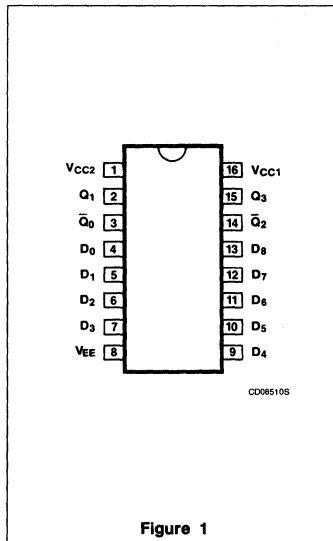 VCC2 1 16 VCC1
Q1 2 15 Q3
Q̄0 3 14 Q̄2
D0 4 13 D8
D1 5 12 D7
D2 6 11 D6
D3 7 10 D5
VEE 8 9 D4
CD08510S
Figure 1